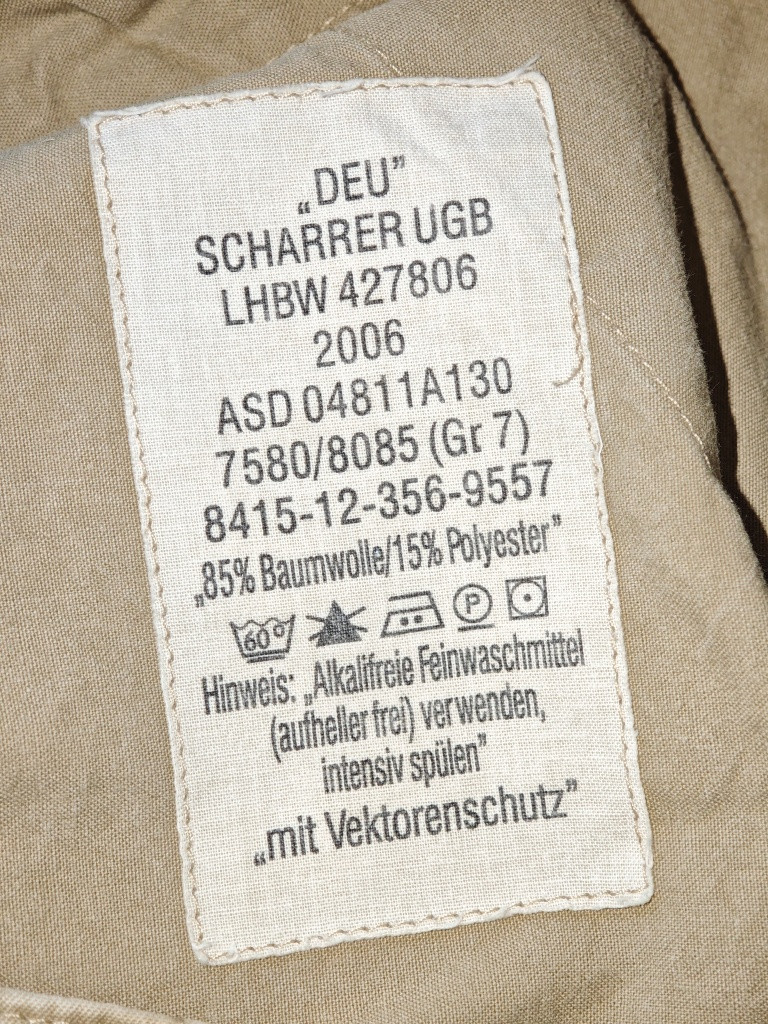 „DEU”
SCHARRER UGB
LHBW 427806
2006
ASD 04811A130
7580/8085 (Gr 7)
8415-12-356-9557
„85% Baumwolle/15% Polyester”
60° P
Hinweis: „Alkalifreie Feinwaschmittel
(aufheller frei) verwenden,
intensiv spülen”
„mit Vektorenschutz”